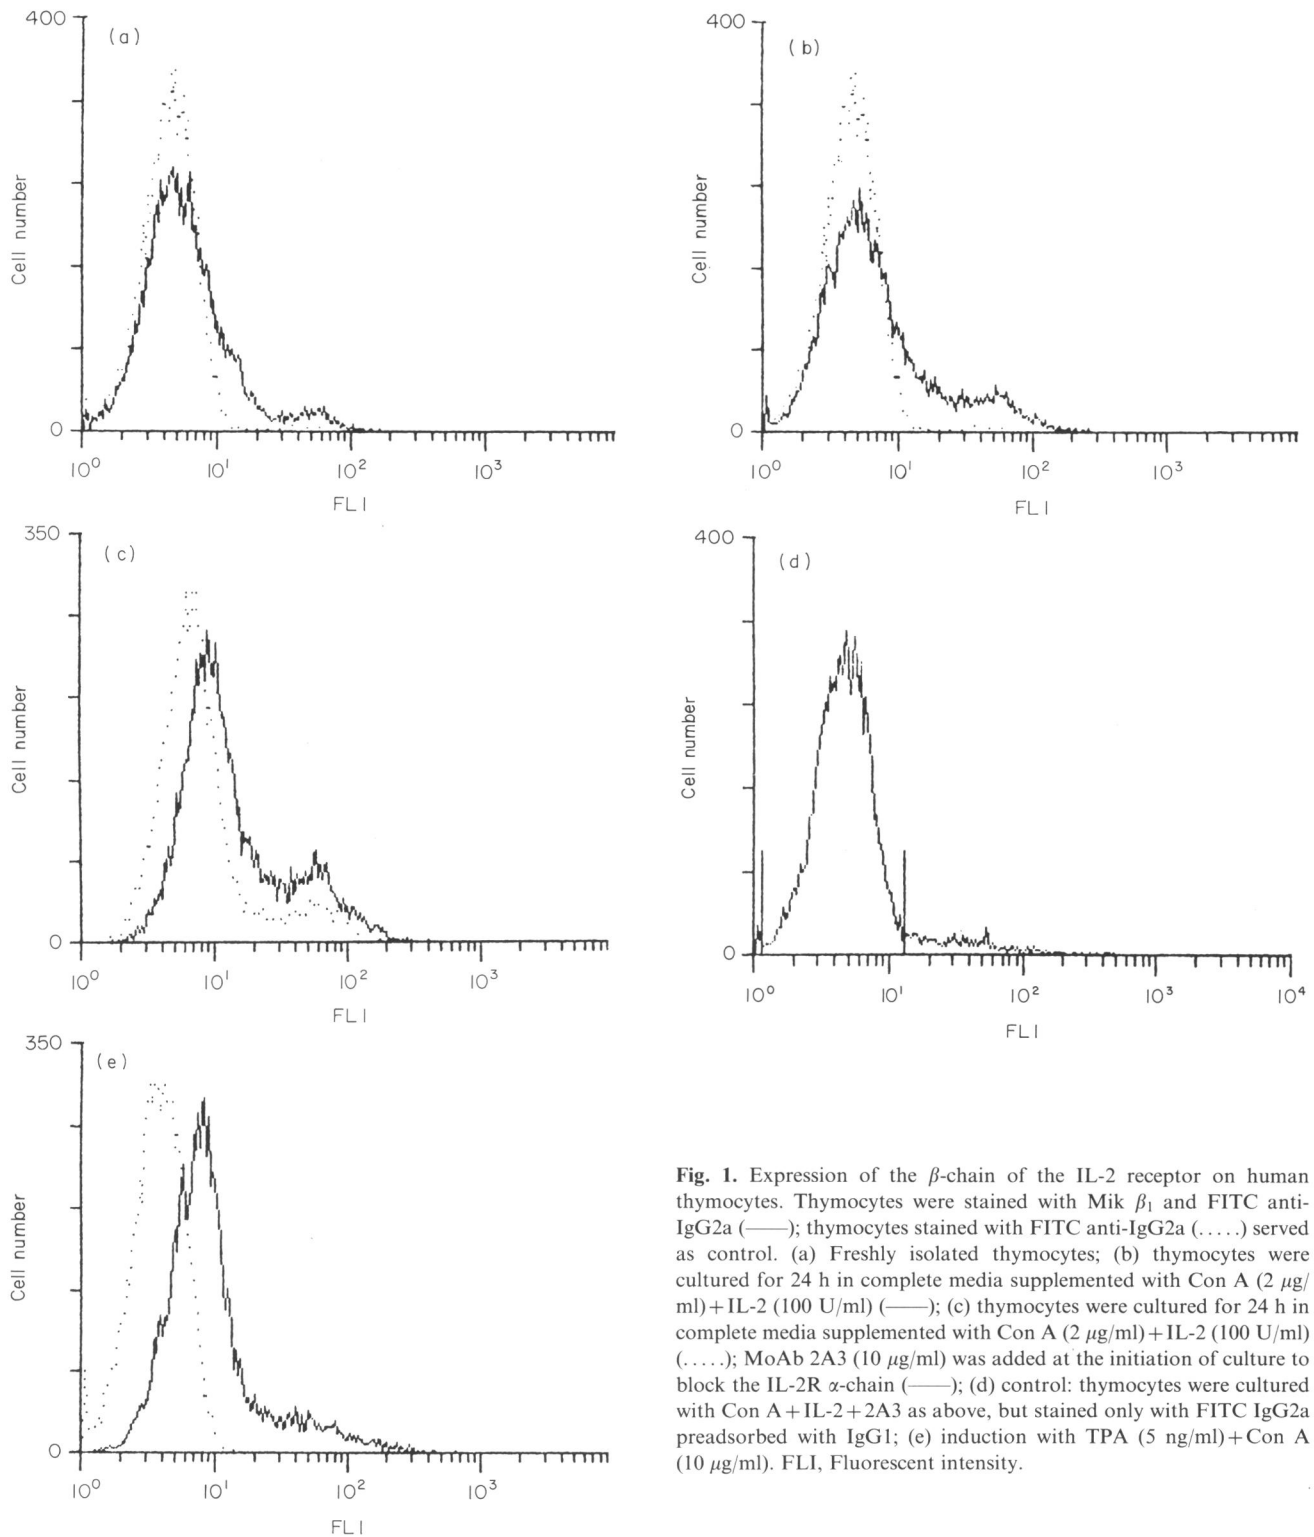 400
(a)
Cell number
0
10⁰ 10¹ 10² 10³
FLI
400
(b)
Cell number
0
10⁰ 10¹ 10² 10³
FLI
350
(c)
Cell number
0
10⁰ 10¹ 10² 10³
FLI
400
(d)
Cell number
0
10⁰ 10¹ 10² 10³ 10⁴
FLI
350
(e)
Cell number
0
10⁰ 10¹ 10² 10³
FLI
Fig. 1. Expression of the β-chain of the IL-2 receptor on human
thymocytes. Thymocytes were stained with Mik β₁ and FITC anti-
IgG2a (——); thymocytes stained with FITC anti-IgG2a (.....) served
as control. (a) Freshly isolated thymocytes; (b) thymocytes were
cultured for 24 h in complete media supplemented with Con A (2 μg/
ml)+IL-2 (100 U/ml) (——); (c) thymocytes were cultured for 24 h in
complete media supplemented with Con A (2 μg/ml)+IL-2 (100 U/ml)
(.....); MoAb 2A3 (10 μg/ml) was added at the initiation of culture to
block the IL-2R α-chain (——); (d) control: thymocytes were cultured
with Con A+IL-2+2A3 as above, but stained only with FITC IgG2a
preadsorbed with IgG1; (e) induction with TPA (5 ng/ml)+Con A
(10 μg/ml). FLI, Fluorescent intensity.